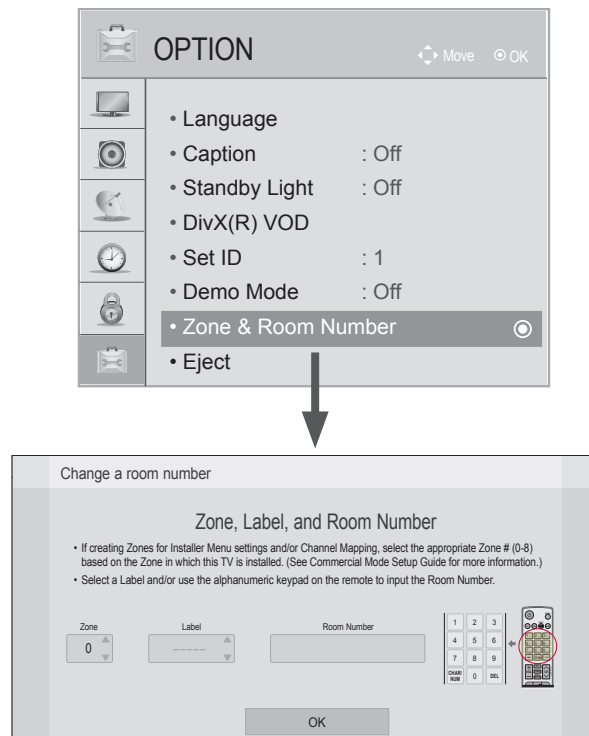 OPTION
Move
OK
• Language
• Caption : Off
• Standby Light : Off
• DivX(R) VOD
• Set ID : 1
• Demo Mode : Off
• Zone & Room Number
• Eject
Change a room number
Zone, Label, and Room Number
• If creating Zones for Installer Menu settings and/or Channel Mapping, select the appropriate Zone # (0-8)
based on the Zone in which this TV is installed. (See Commercial Mode Setup Guide for more information.)
• Select a Label and/or use the alphanumeric keypad on the remote to input the Room Number.
Zone
Label
Room Number
0
-----
1 2 3
4 5 6
7 8 9
CHAR/
NUM 0 DEL
OK